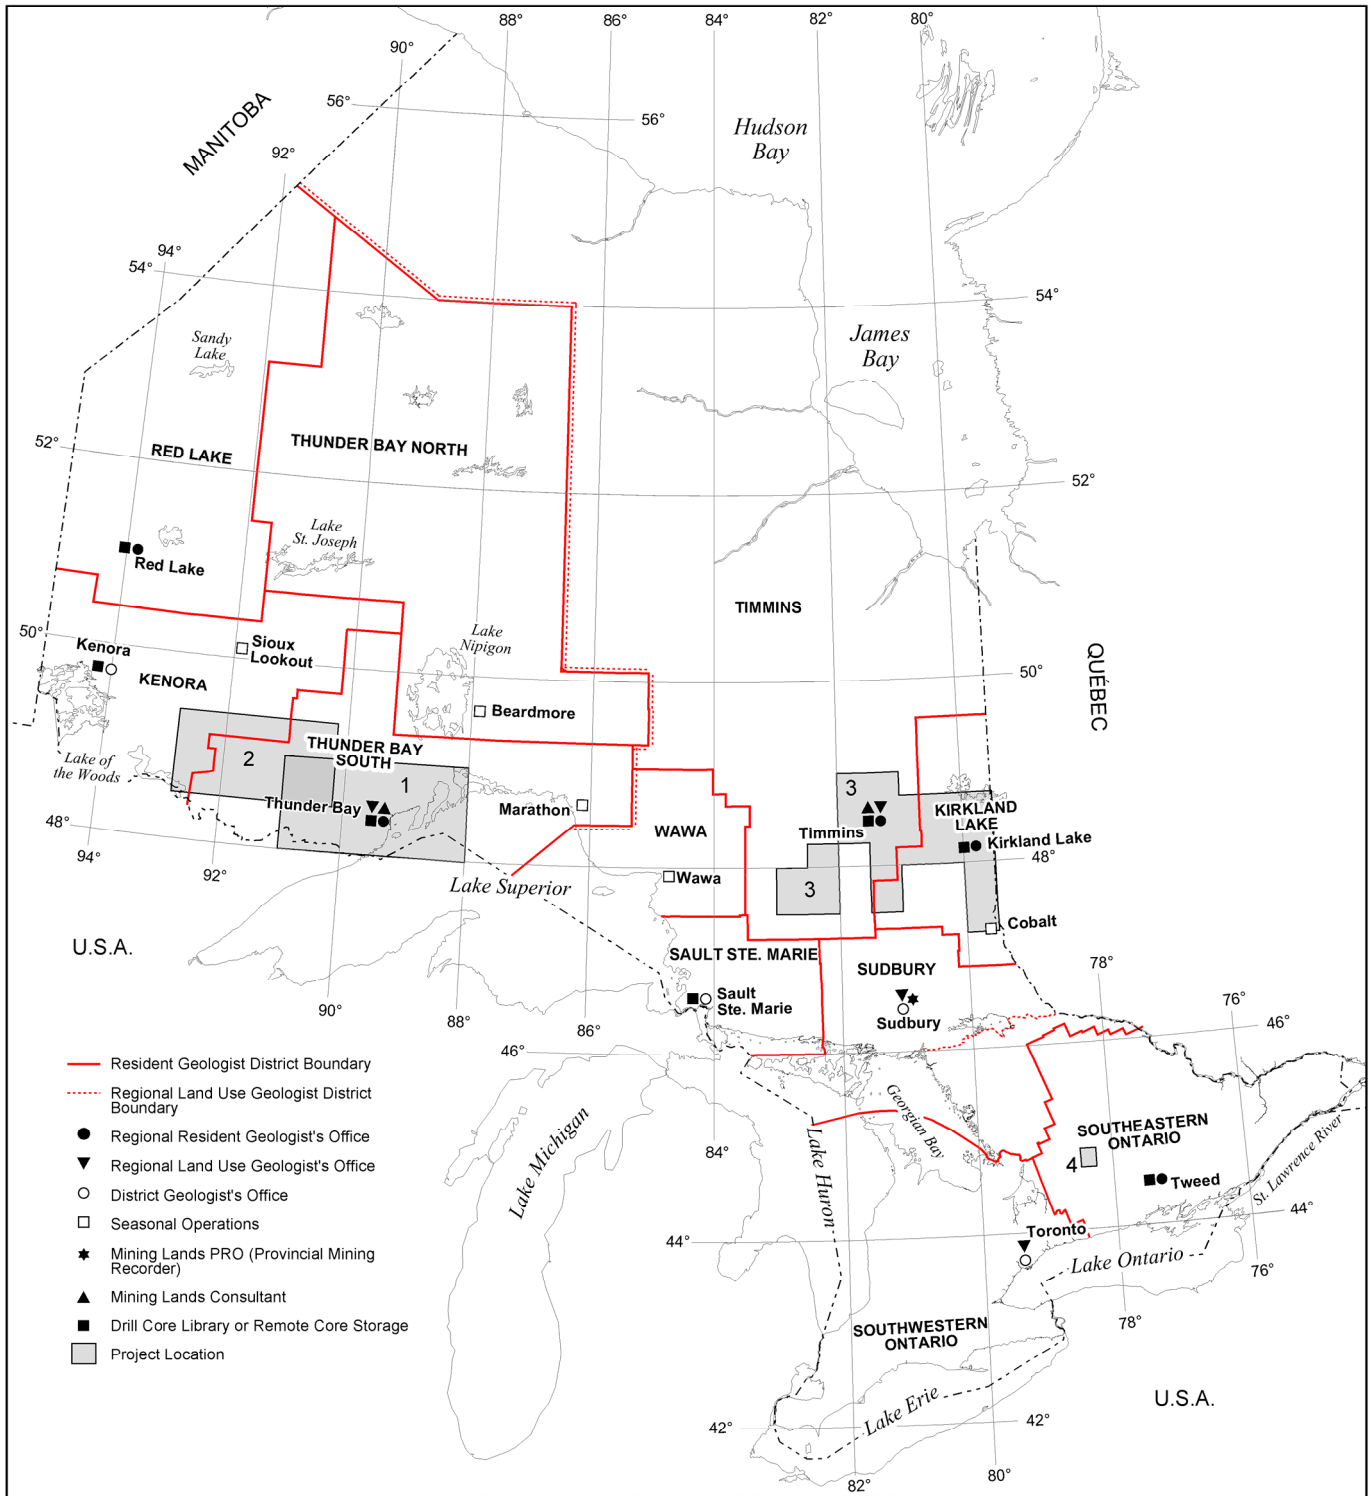 88°
86°
84°
82°
80°
90°
56°
56°
MANITOBA
92°
Hudson
Bay
94°
54°
54°
Sandy
Lake
James
Bay
52°
RED LAKE
THUNDER BAY NORTH
52°
Lake
St. Joseph
Red Lake
TIMMINS
50°
Kenora
Sioux
Lookout
Lake
Nipigon
50°
QUÉBEC
KENORA
Beardmore
Lake of
the Woods
2
THUNDER BAY
SOUTH
1
3
Thunder Bay
Marathon
WAWA
Timmins
KIRKLAND
LAKE
Kirkland Lake
48°
48°
94°
92°
Lake Superior
Wawa
3
Cobalt
U.S.A.
SAULT STE. MARIE
SUDBURY
78°
Sault
Ste. Marie
Sudbury
90°
88°
86°
76°
46°
46°
Resident Geologist District Boundary
Regional Land Use Geologist District
Boundary
Regional Resident Geologist's Office
Regional Land Use Geologist's Office
District Geologist's Office
Seasonal Operations
Mining Lands PRO (Provincial Mining
Recorder)
Mining Lands Consultant
Drill Core Library or Remote Core Storage
Project Location
Lake Michigan
84°
Lake Huron
Georgian Bay
SOUTHEASTERN
ONTARIO
4
Tweed
St. Lawrence River
44°
44°
Toronto
Lake Ontario
76°
78°
SOUTHWESTERN
ONTARIO
Lake Erie
U.S.A.
42°
42°
82°
80°